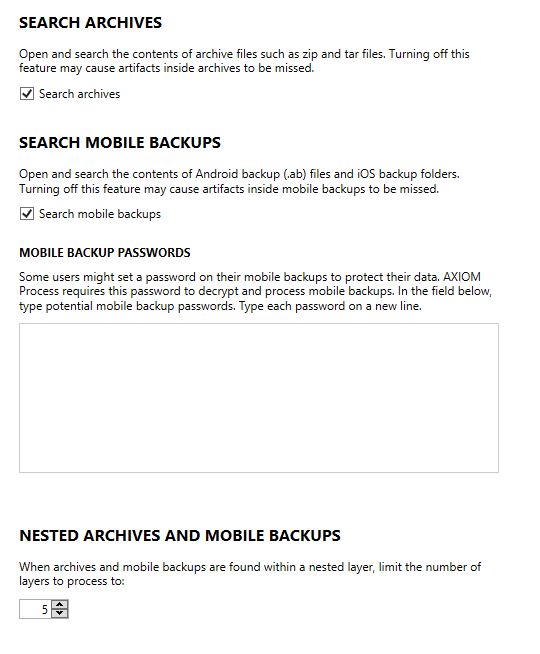 SEARCH ARCHIVES
Open and search the contents of archive files such as zip and tar files. Turning off this
feature may cause artifacts inside archives to be missed.
Search archives
SEARCH MOBILE BACKUPS
Open and search the contents of Android backup (.ab) files and iOS backup folders.
Turning off this feature may cause artifacts inside mobile backups to be missed.
Search mobile backups
MOBILE BACKUP PASSWORDS
Some users might set a password on their mobile backups to protect their data. AXIOM
Process requires this password to decrypt and process mobile backups. In the field below,
type potential mobile backup passwords. Type each password on a new line.
NESTED ARCHIVES AND MOBILE BACKUPS
When archives and mobile backups are found within a nested layer, limit the number of
layers to process to:
5